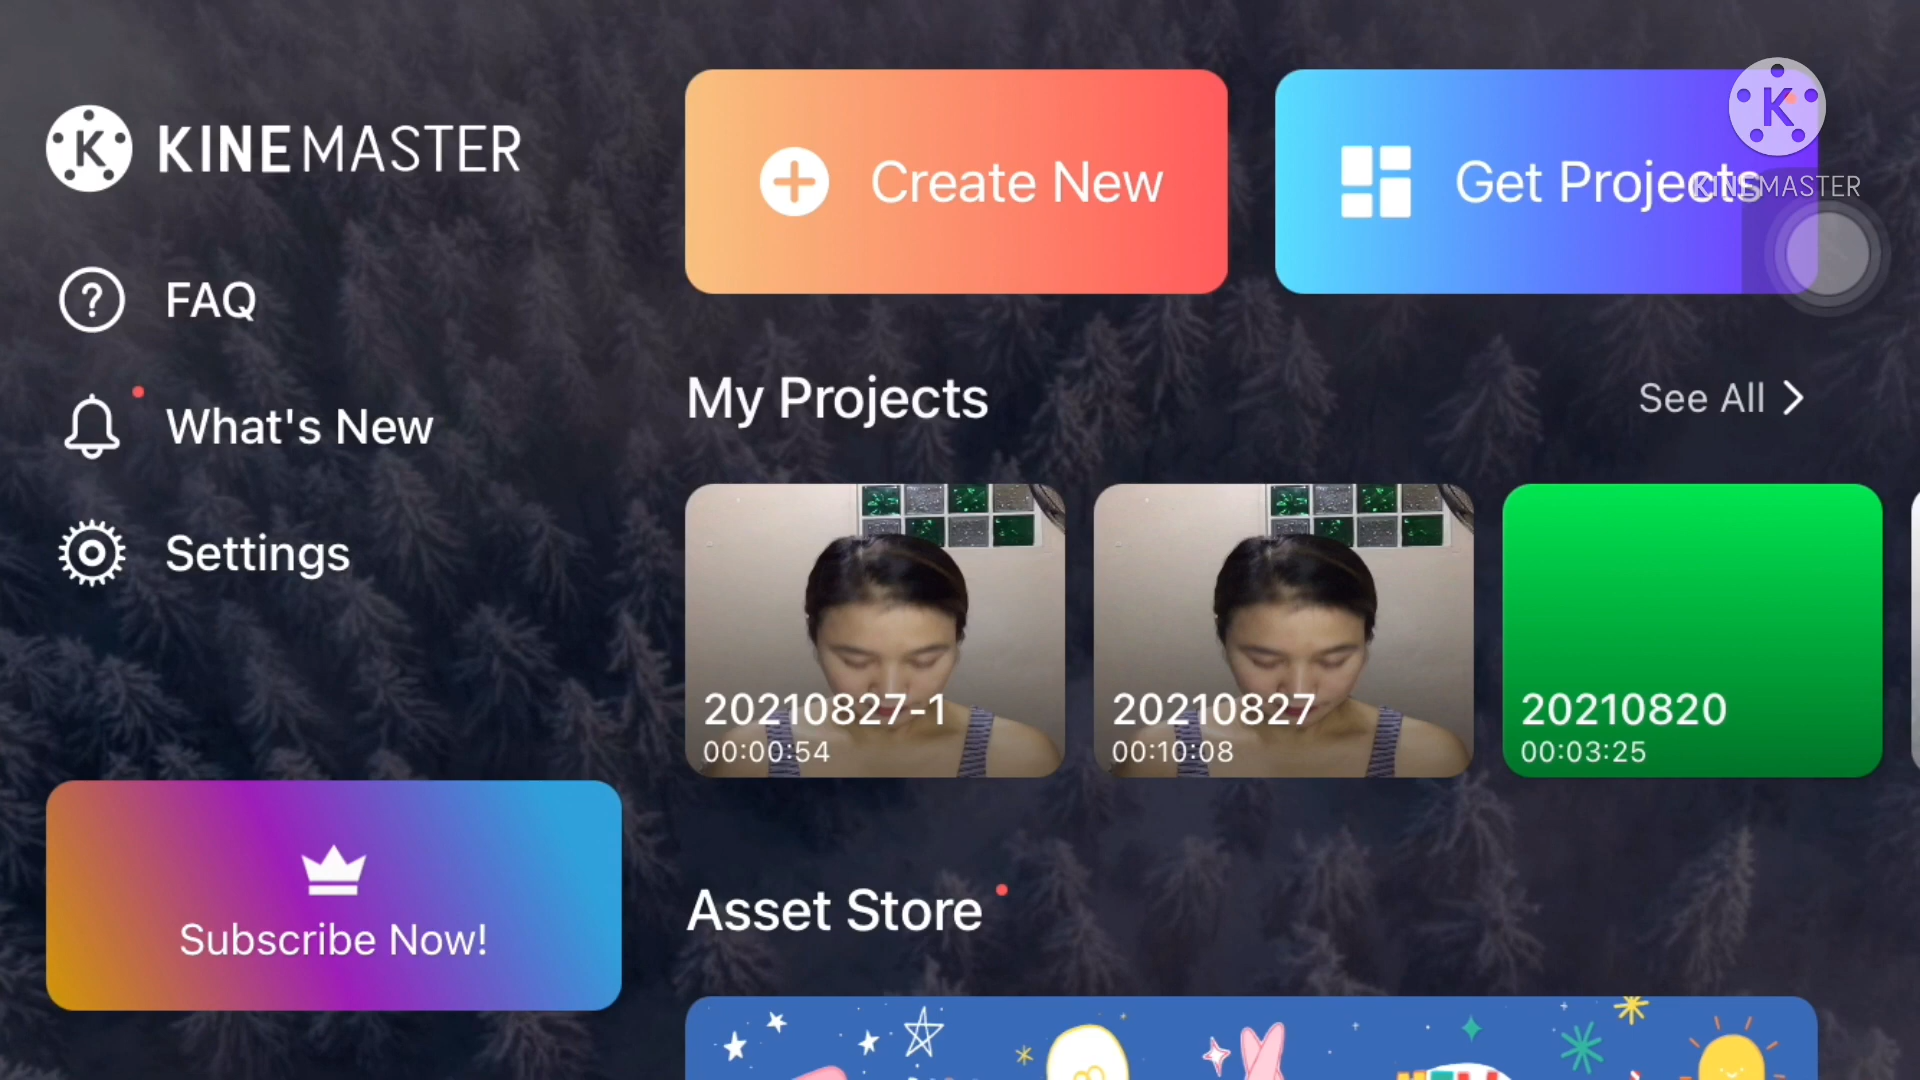 KINEMASTER
FAQ
What's New
Settings
Subscribe Now!
Create New
Get Projects
KINEMASTER
My Projects
See All
20210827-1
00:00:54
20210827
00:10:08
20210820
00:03:25
Asset Store